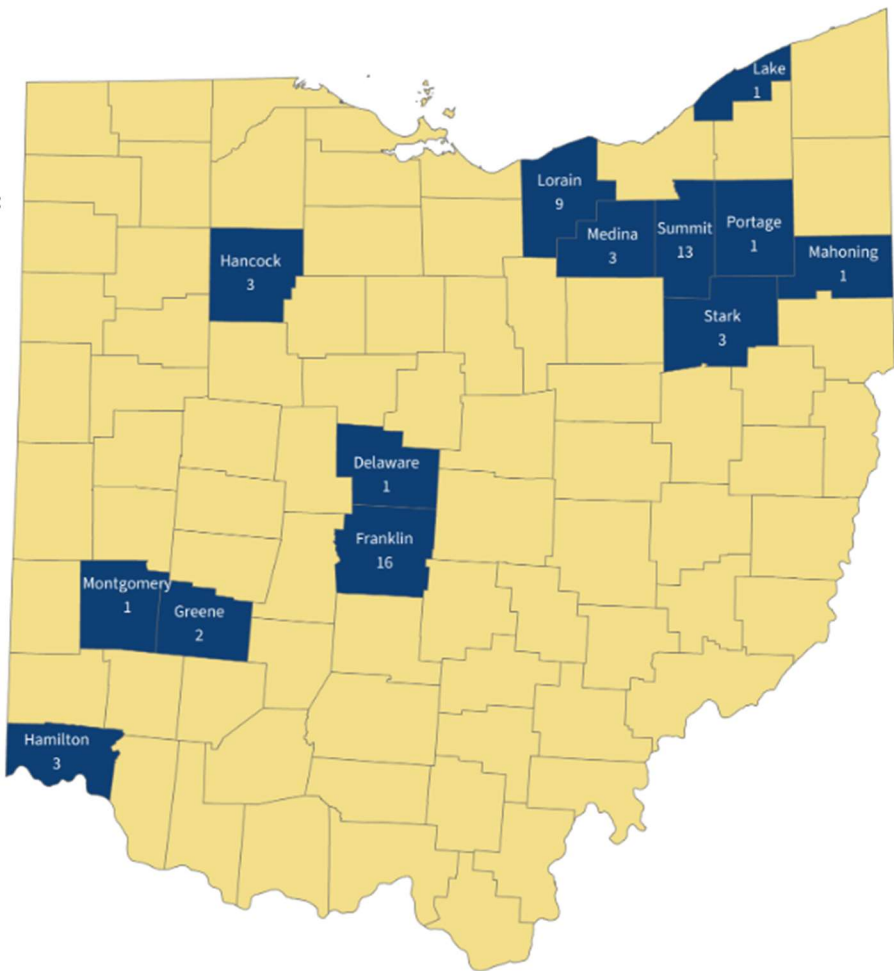 Lake
1
Lorain
9
Medina
3
Summit
13
Portage
1
Mahoning
1
Hancock
3
Stark
3
Delaware
1
Franklin
16
Montgomery
1
Greene
2
Hamilton
3